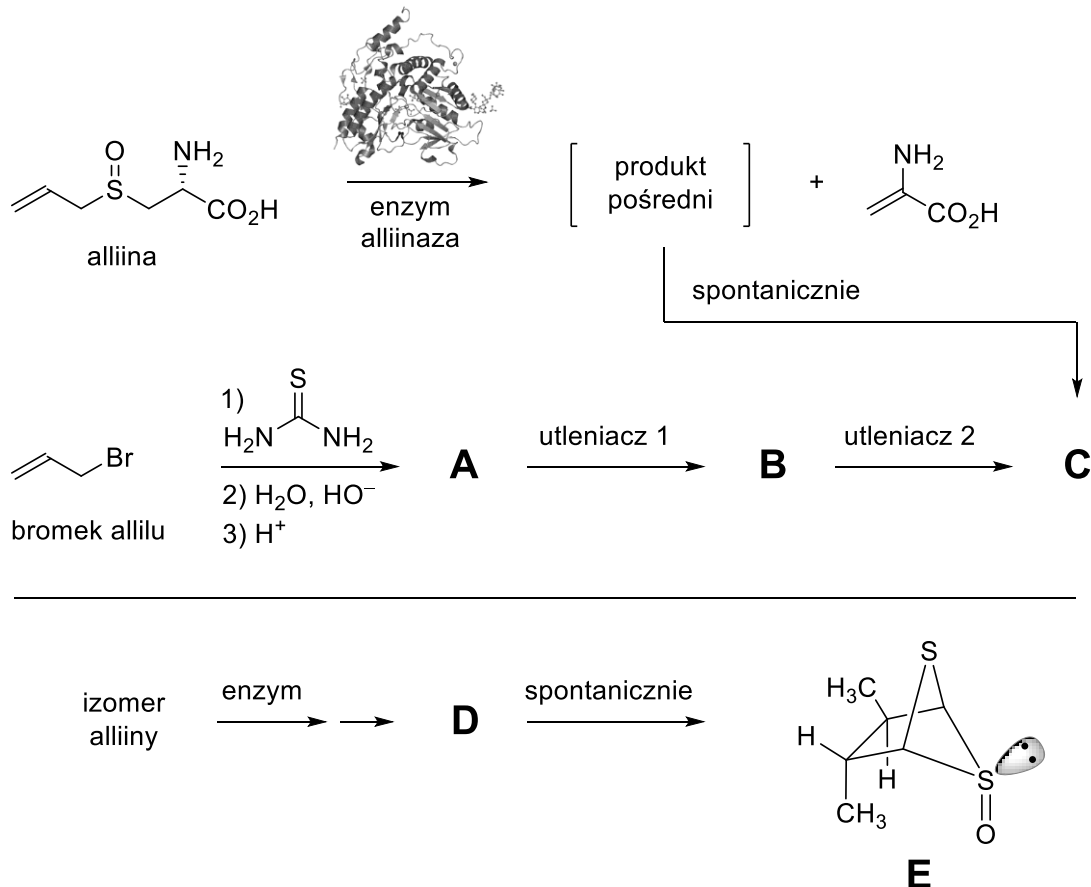 O
NH₂
S
CO₂H
alliina
enzym
alliinaza
produkt
pośredni
+
NH₂
CO₂H
spontanicznie
Br
bromek allilu
1)
S
H₂N
NH₂
2) H₂O, HO⁻
3) H⁺
A
utleniacz 1
B
utleniacz 2
C
izomer
alliiny
enzym
D
spontanicznie
S
H₃C
H
H
S
CH₃
O
E